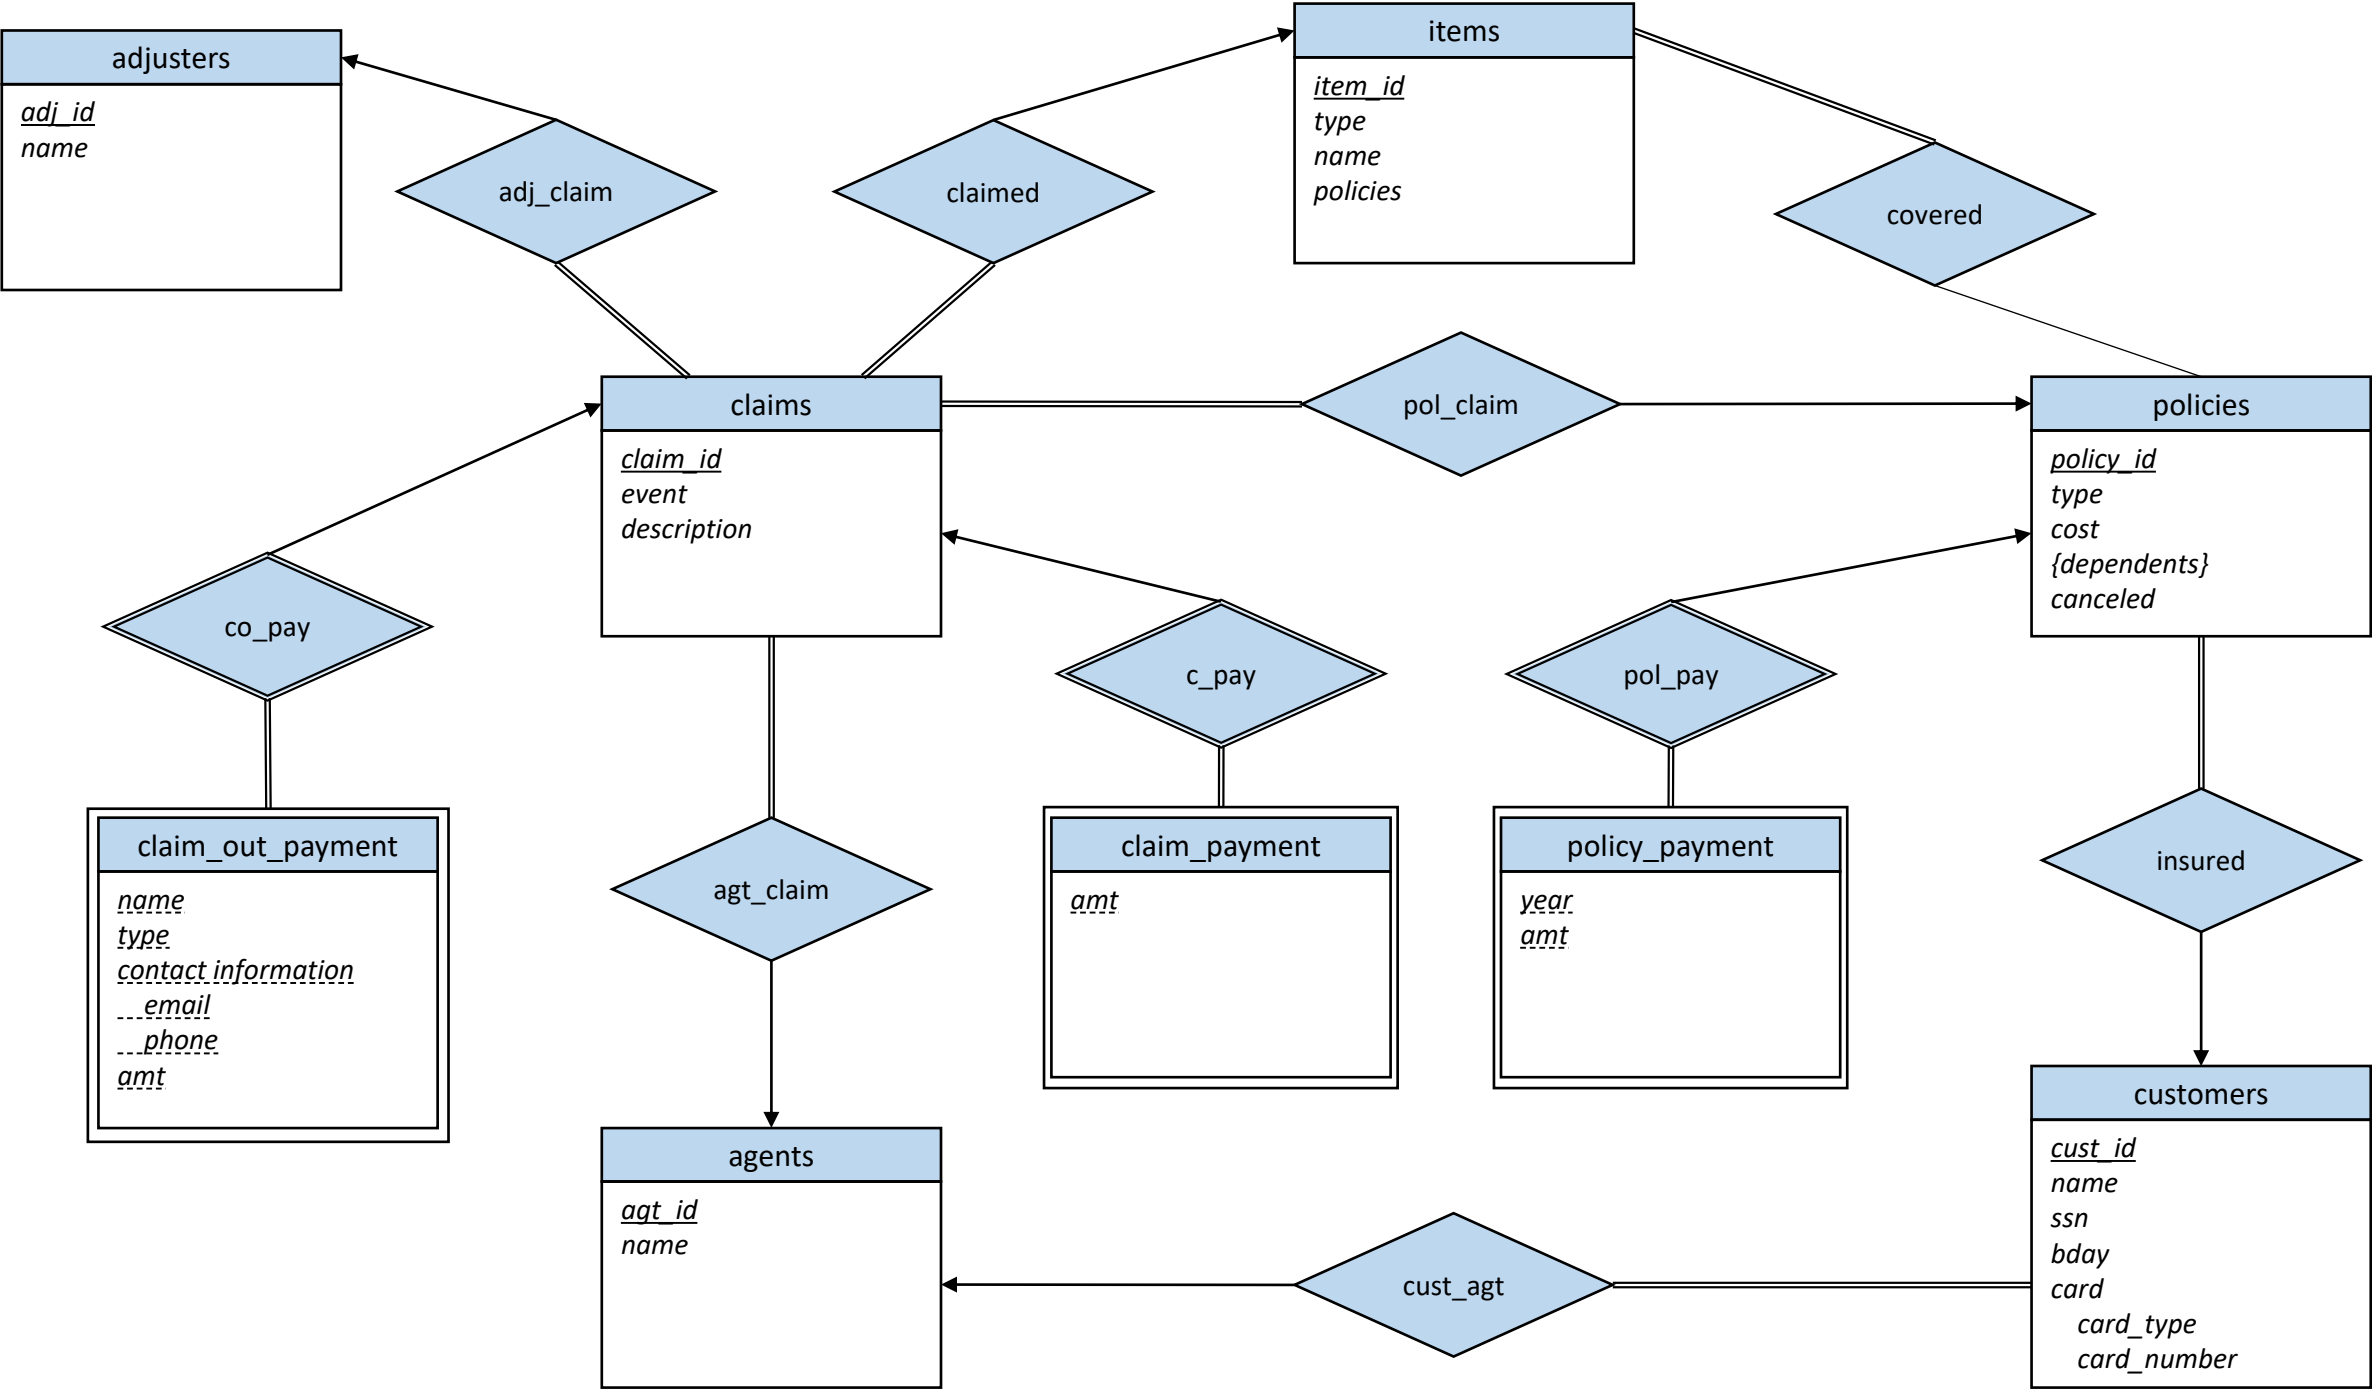 adjusters
adj_id
name
adj_claim
claimed
items
item_id
type
name
policies
covered
claims
claim_id
event
description
pol_claim
policies
policy_id
type
cost
{dependents}
canceled
co_pay
c_pay
pol_pay
insured
claim_out_payment
name
type
contact information
email
phone
amt
agt_claim
claim_payment
amt
policy_payment
year
amt
agents
agt_id
name
cust_agt
customers
cust_id
name
ssn
bday
card
card_type
card_number